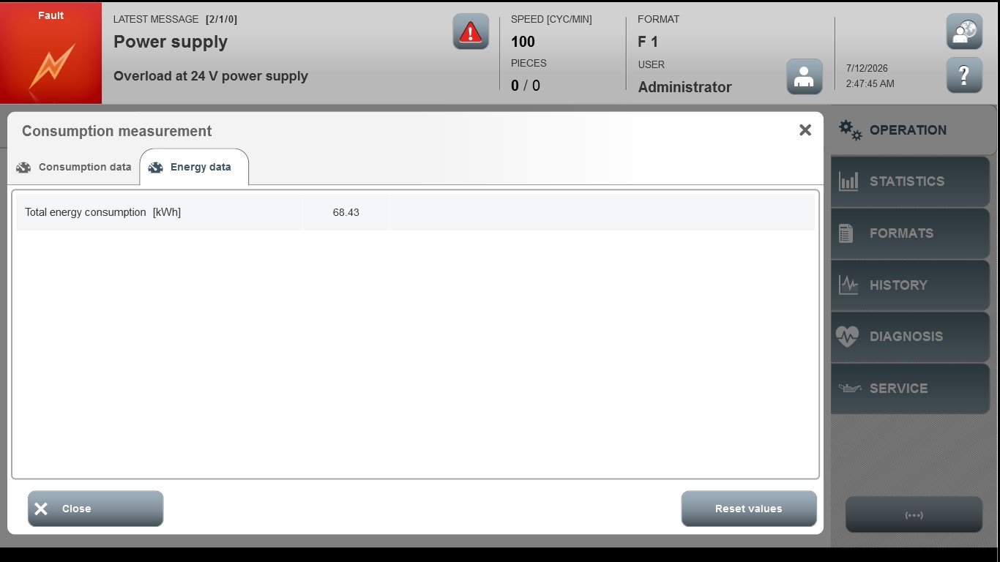 Fault
LATEST MESSAGE [2/1/0]
Power supply
Overload at 24 V power supply
SPEED [CYC/MIN]
100
PIECES
0 / 0
FORMAT
F 1
USER
Administrator
7/12/2026
2:47:45 AM
?
Consumption measurement
Consumption data
Energy data
Total energy consumption [kWh] 68.43
Close
Reset values
OPERATION
STATISTICS
FORMATS
HISTORY
DIAGNOSIS
SERVICE
(•••)